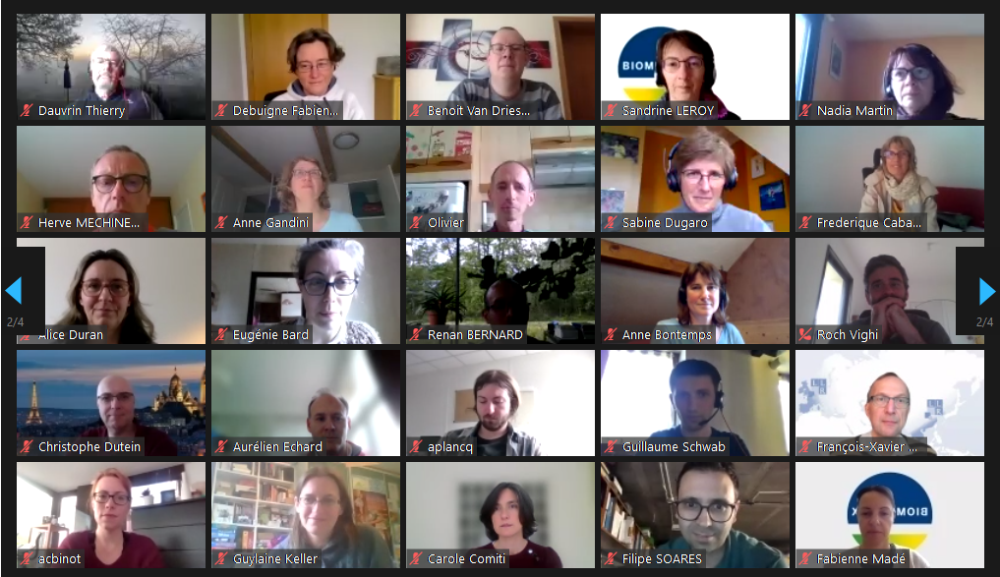 BIOM
Dauvrin Thierry
Debuigne Fabien...
Benoit Van Dries...
Sandrine LEROY
Nadia Martin
Herve MECHINE...
Anne Gandini
Olivier
Sabine Dugaro
Frederique Caba...
2/4
2/4
Alice Duran
Eugénie Bard
Renan BERNARD
Anne Bontemps
Roch Vighi
Christophe Dutein
Aurélien Echard
aplancq
Guillaume Schwab
François-Xavier ...
BIOM X
acbinot
Guylaine Keller
Carole Comiti
Filipe SOARES
Fabienne Madé